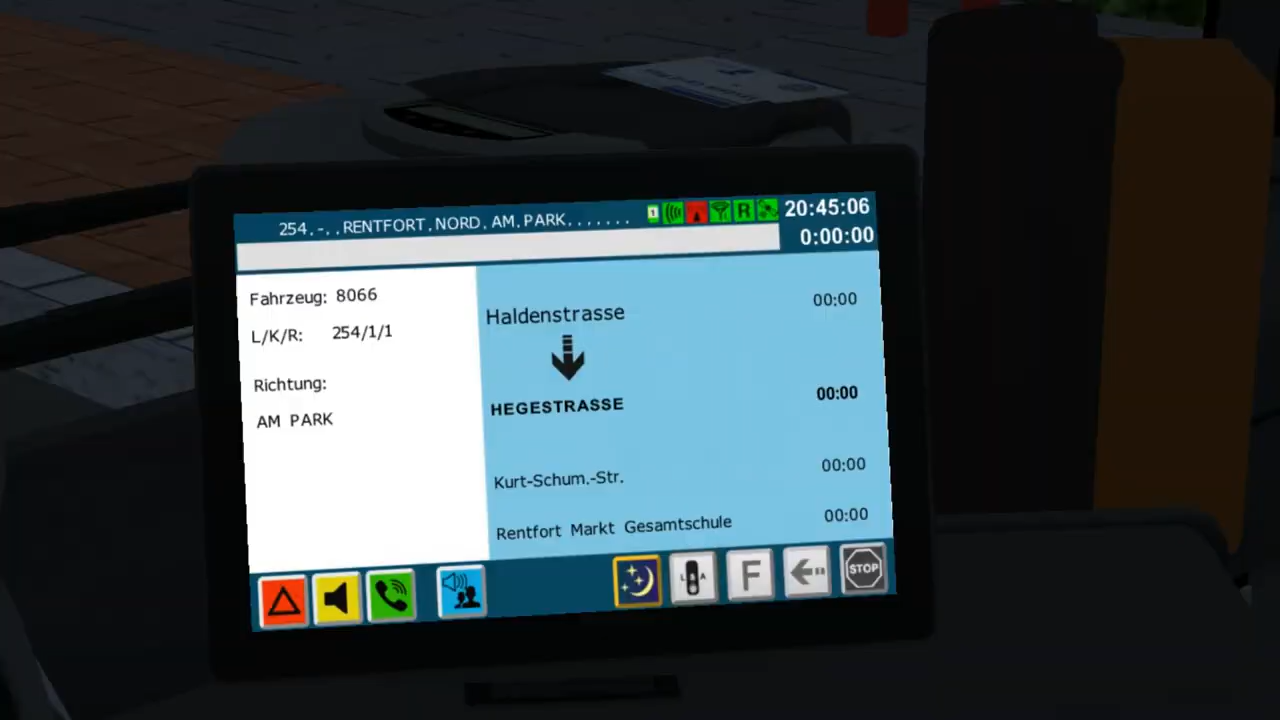 254.-..RENTFORT.NORD.AM.PARK.......
1
R
20:45:06
0:00:00
Fahrzeug: 8066
L/K/R: 254/1/1
Richtung:
AM PARK
Haldenstrasse 00:00
HEGESTRASSE 00:00
Kurt-Schum.-Str. 00:00
Rentfort Markt Gesamtschule 00:00
L A
F
STOP